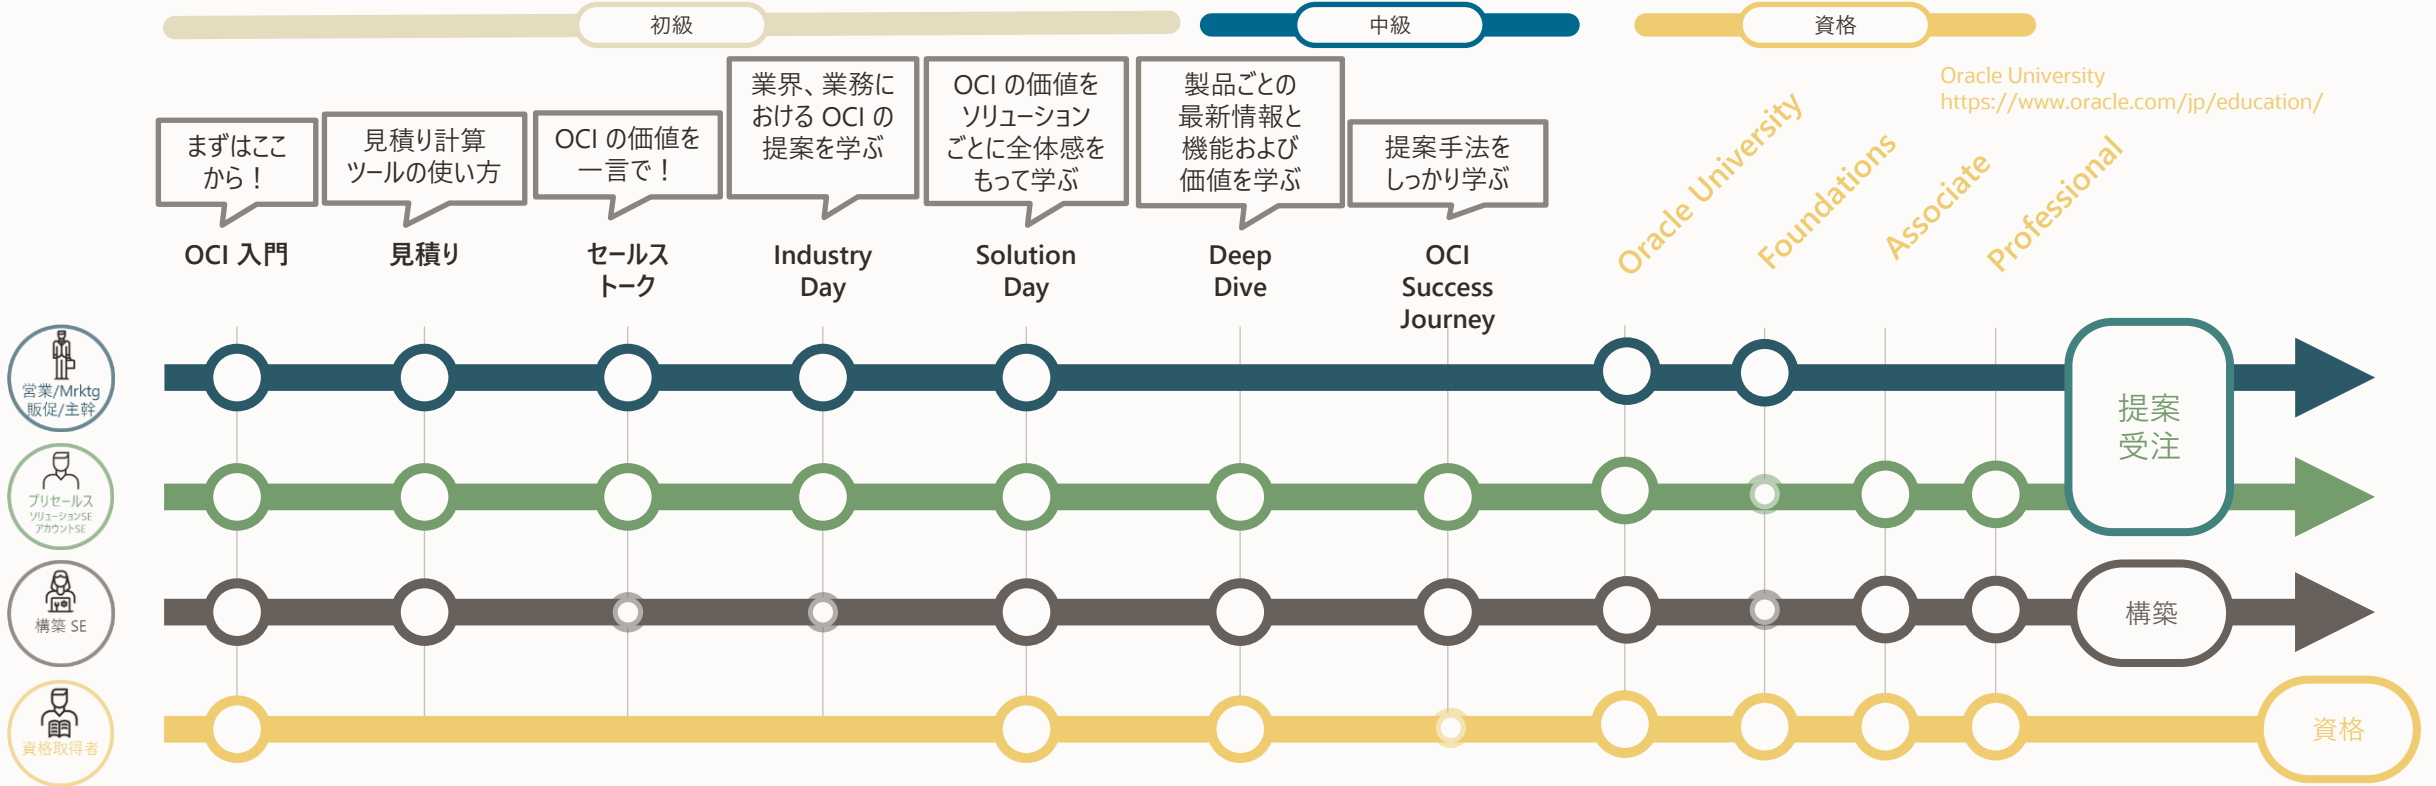 初級
中級
資格
Oracle University
https://www.oracle.com/jp/education/
まずはここ
から！
見積り計算
ツールの使い方
OCI の価値を
一言で！
業界、業務に
おける OCI の
提案を学ぶ
OCI の価値を
ソリューション
ごとに全体感を
もって学ぶ
製品ごとの
最新情報と
機能および
価値を学ぶ
提案手法を
しっかり学ぶ
OCI 入門
見積り
セールス
トーク
Industry
Day
Solution
Day
Deep
Dive
OCI
Success
Journey
Oracle University
Foundations
Associate
Professional
営業/Mrktg
販促/主幹
提案
受注
プリセールス
ソリューションSE
アカウントSE
構築 SE
構築
資格取得者
資格